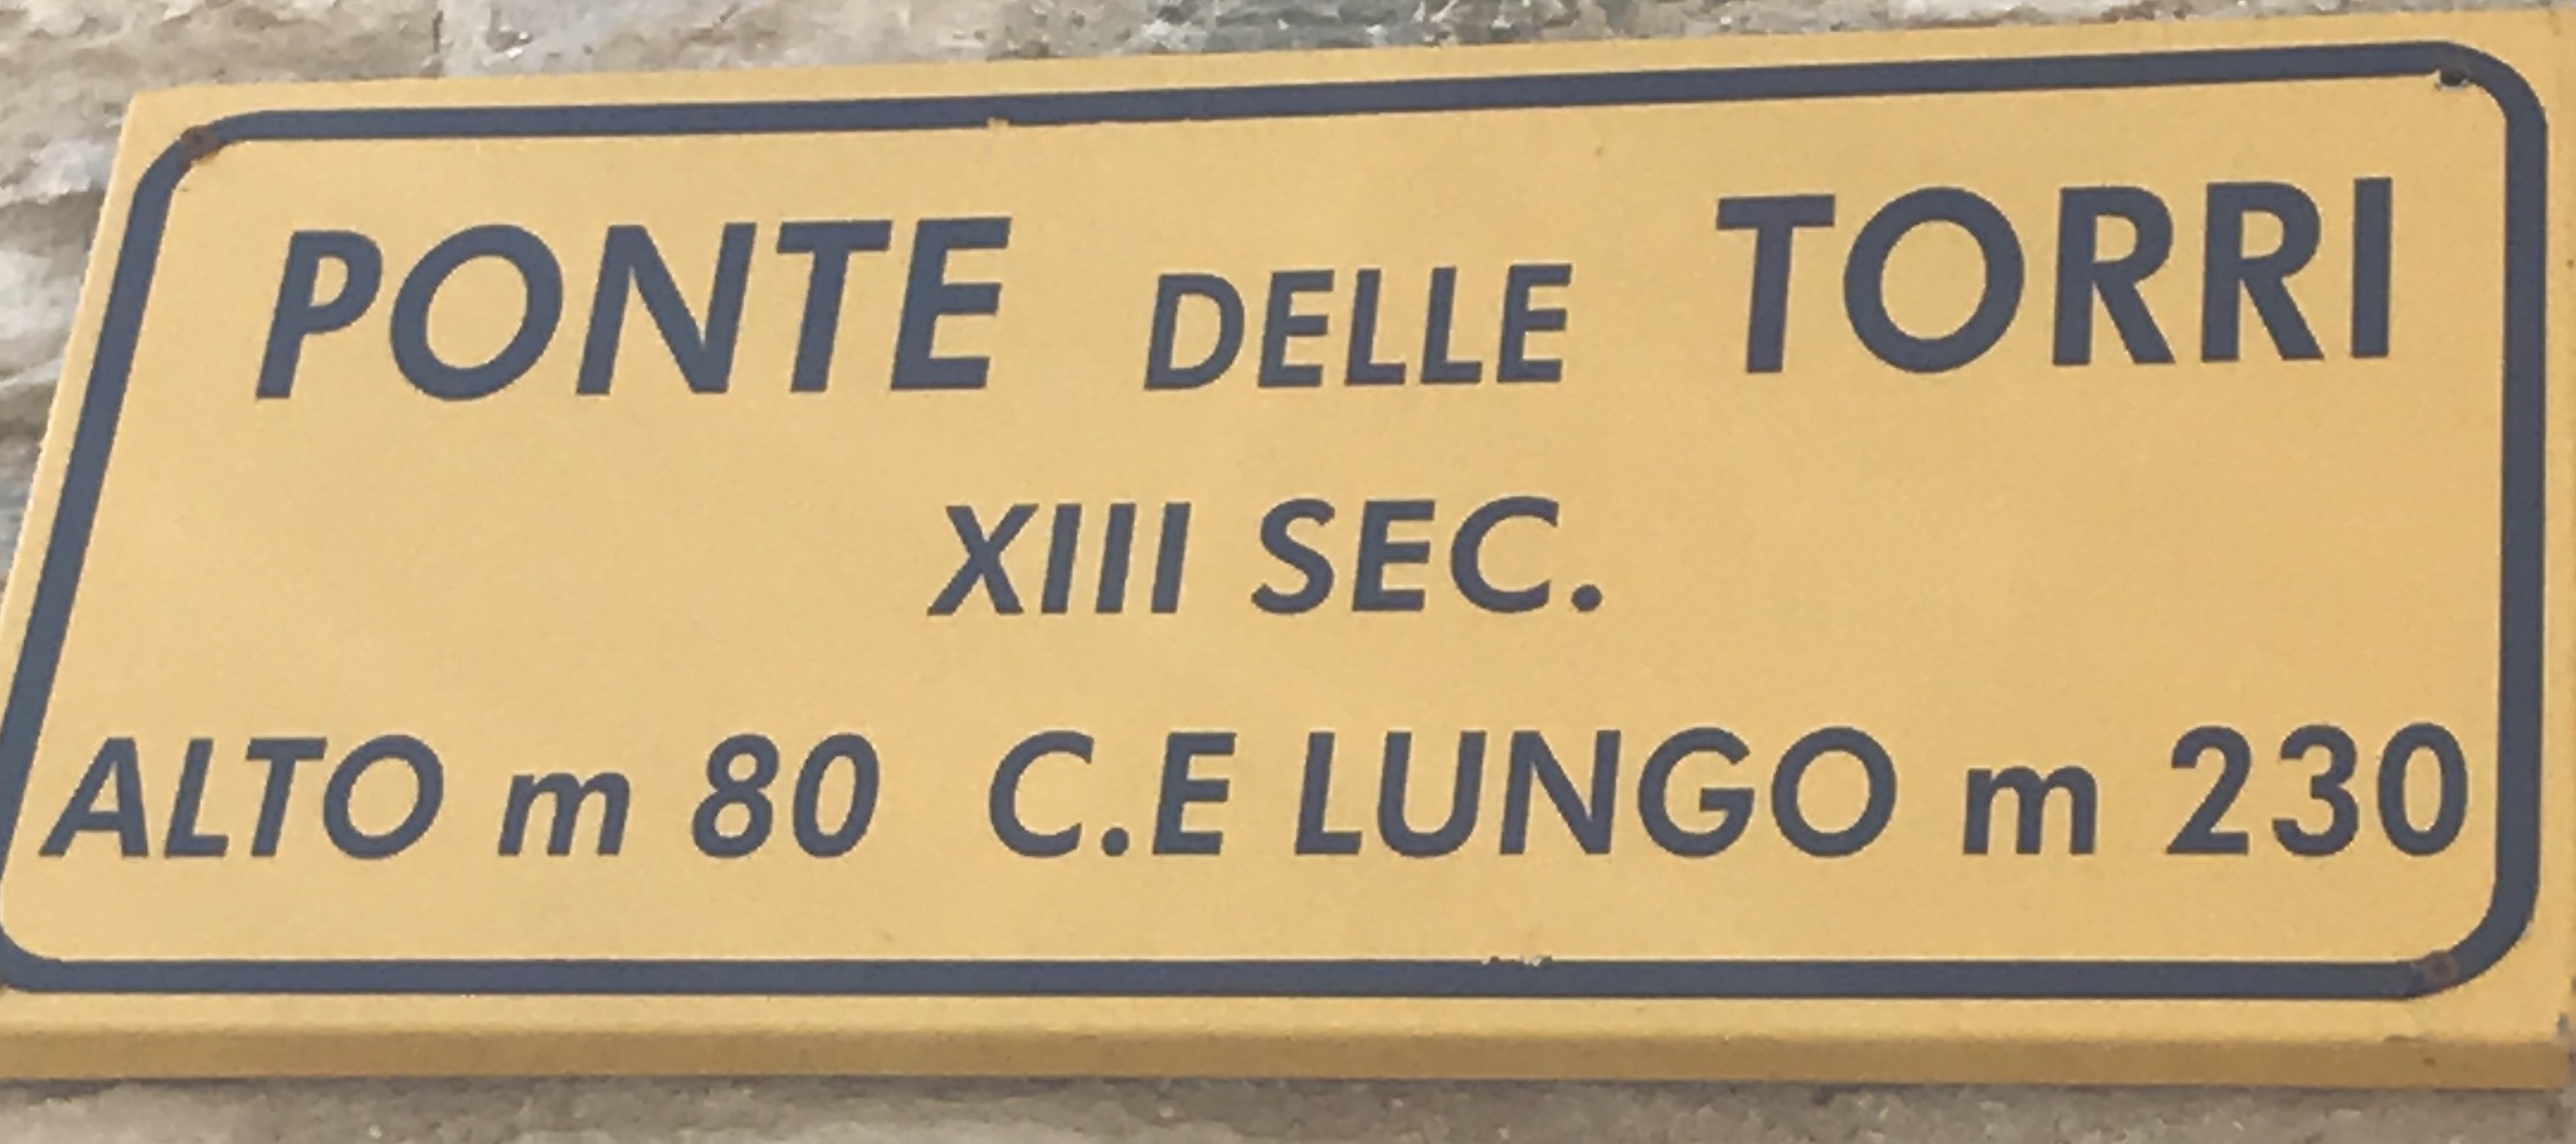 PONTE DELLE TORRI
XIII SEC.
ALTO m 80 C.E LUNGO m 230